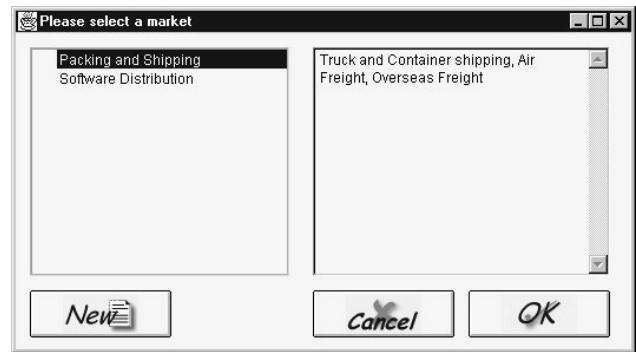 Please select a market
Packing and Shipping
Software Distribution
Truck and Container shipping, Air
Freight, Overseas Freight
New
Cancel
OK